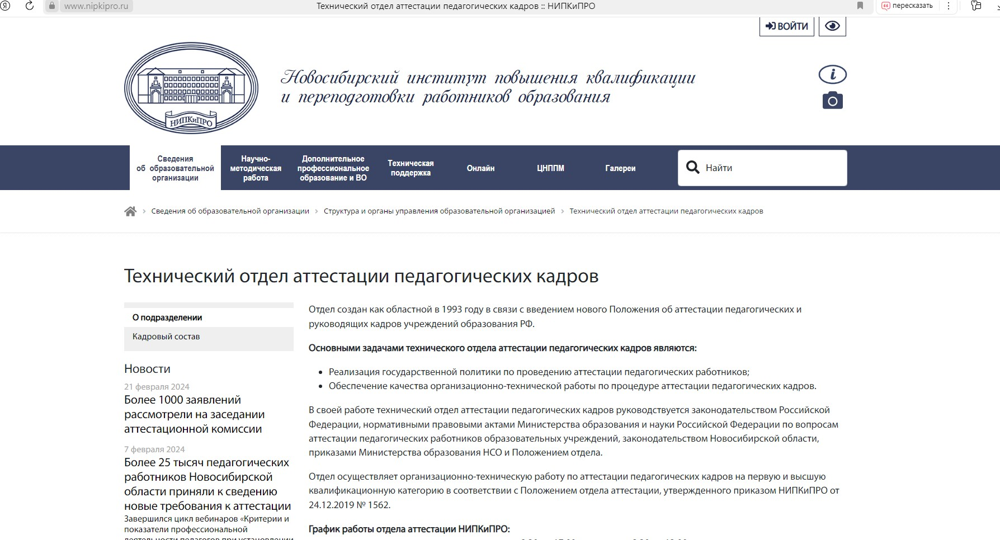 www.nipkipro.ru
Технический отдел аттестации педагогических кадров :: НИПКиПРО
пересказать
ВОЙТИ
НИПКиПРО
Новосибирский институт повышения квалификации
и переподготовки работников образования
Сведения
об образовательной
организации
Научно-
методическая
работа
Дополнительное
профессиональное
образование и ВО
Техническая
поддержка
Онлайн
ЦНППМ
Галереи
Найти
Сведения об образовательной организации
Структура и органы управления образовательной организацией
Технический отдел аттестации педагогических кадров
Технический отдел аттестации педагогических кадров
О подразделении
Кадровый состав
Новости
21 февраля 2024
Более 1000 заявлений
рассмотрели на заседании
аттестационной комиссии
7 февраля 2024
Более 25 тысяч педагогических
работников Новосибирской
области приняли к сведению
новые требования к аттестации
Завершился цикл вебинаров «Критерии и
показатели профессиональной
деятельности педагогов при установлении
Отдел создан как областной в 1993 году в связи с введением нового Положения об аттестации педагогических и
руководящих кадров учреждений образования РФ.
Основными задачами технического отдела аттестации педагогических кадров являются:
• Реализация государственной политики по проведению аттестации педагогических работников;
• Обеспечение качества организационно-технической работы по процедуре аттестации педагогических кадров.
В своей работе технический отдел аттестации педагогических кадров руководствуется законодательством Российской
Федерации, нормативными правовыми актами Министерства образования и науки Российской Федерации по вопросам
аттестации педагогических работников образовательных учреждений, законодательством Новосибирской области,
приказами Министерства образования НСО и Положением отдела.
Отдел осуществляет организационно-техническую работу по аттестации педагогических кадров на первую и высшую
квалификационную категорию в соответствии с Положением отдела аттестации, утвержденного приказом НИПКиПРО от
24.12.2019 № 1562.
График работы отдела аттестации НИПКиПРО: